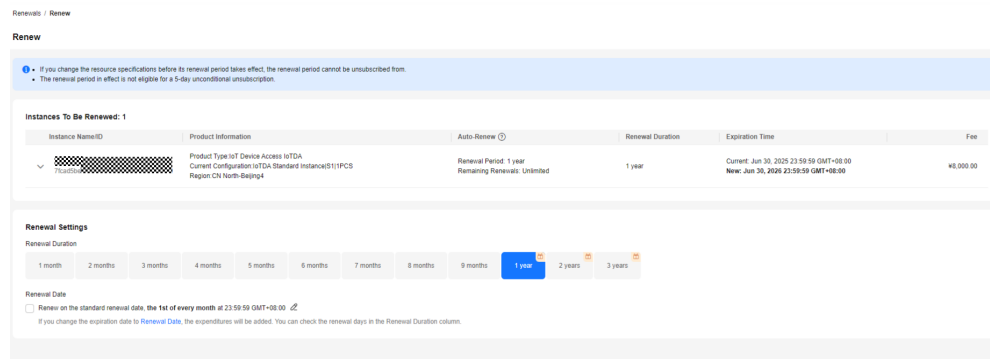 Renewals / Renew
Renew
If you change the resource specifications before its renewal period takes effect, the renewal period cannot be unsubscribed from.
The renewal period in effect is not eligible for a 5-day unconditional unsubscription.
Instances To Be Renewed: 1
Instance Name/ID Product Information Auto-Renew Renewal Duration Expiration Time Fee
Product Type:IoT Device Access IoTDA
Current Configuration:IoTDA Standard Instance|S1|1PCS
Region:CN North-Beijing4
7fcad5bd
Renewal Period: 1 year
Remaining Renewals: Unlimited
1 year
Current: Jun 30, 2025 23:59:59 GMT+08:00
New: Jun 30, 2026 23:59:59 GMT+08:00
¥8,000.00
Renewal Settings
Renewal Duration
1 month 2 months 3 months 4 months 5 months 6 months 7 months 8 months 9 months 1 year 2 years 3 years
Renewal Date
Renew on the standard renewal date, the 1st of every month at 23:59:59 GMT+08:00
If you change the expiration date to Renewal Date, the expenditures will be added. You can check the renewal days in the Renewal Duration column.